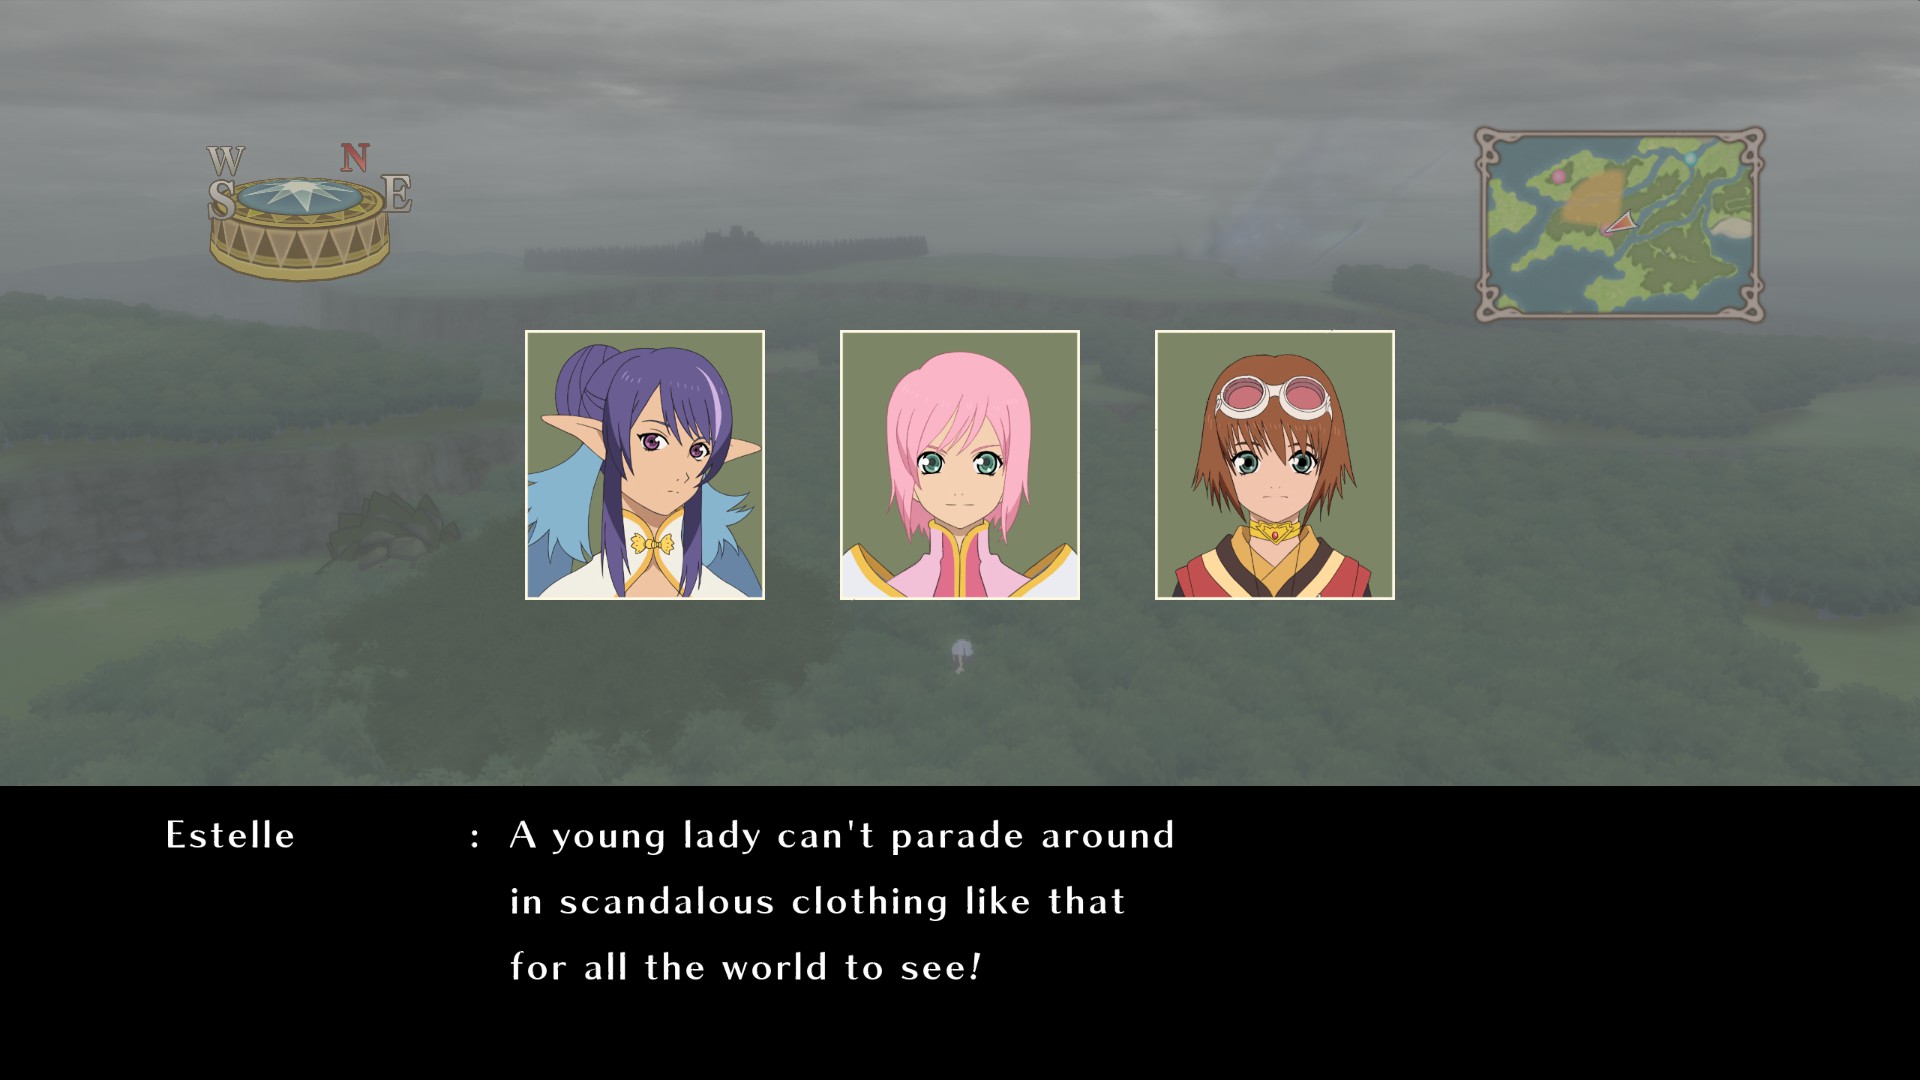 W N
S E
Estelle : A young lady can't parade around
in scandalous clothing like that
for all the world to see!